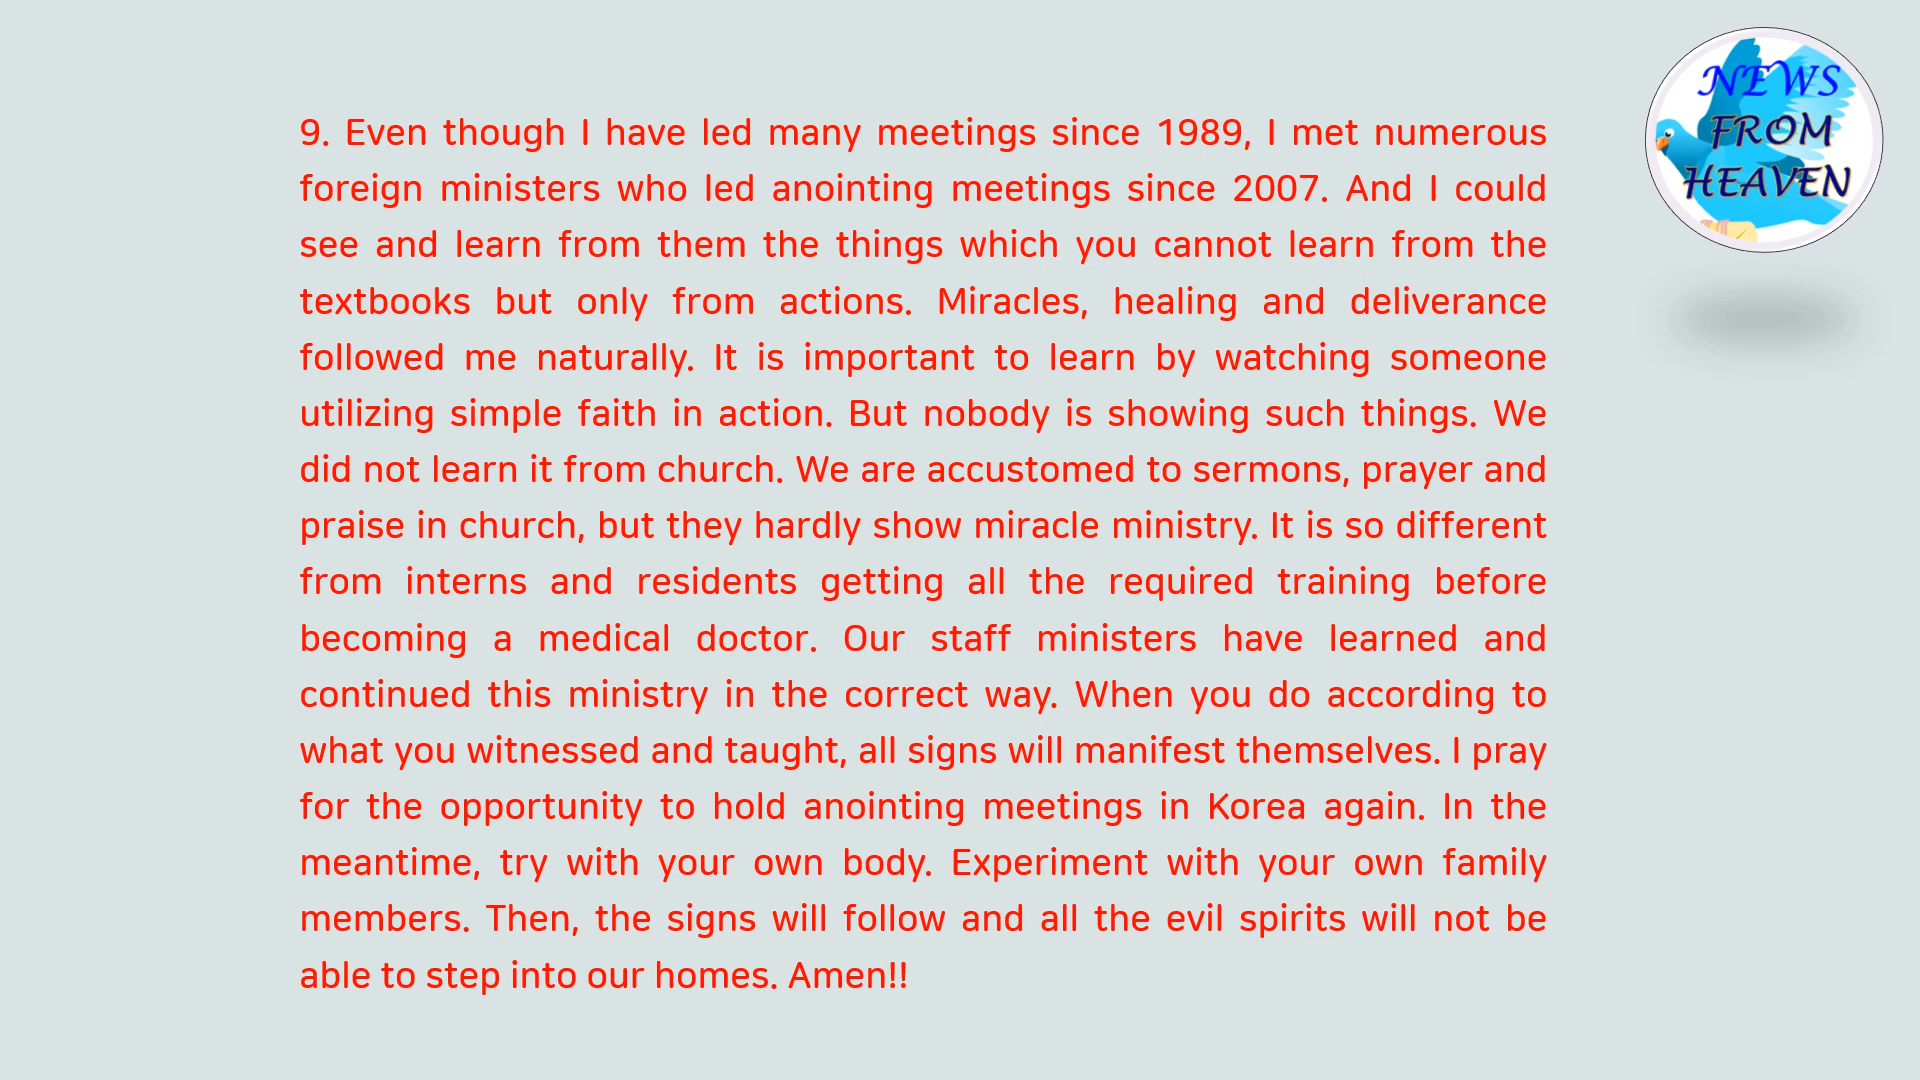 NEWS
FROM
HEAVEN
9. Even though I have led many meetings since 1989, I met numerous
foreign ministers who led anointing meetings since 2007. And I could
see and learn from them the things which you cannot learn from the
textbooks but only from actions. Miracles, healing and deliverance
followed me naturally. It is important to learn by watching someone
utilizing simple faith in action. But nobody is showing such things. We
did not learn it from church. We are accustomed to sermons, prayer and
praise in church, but they hardly show miracle ministry. It is so different
from interns and residents getting all the required training before
becoming a medical doctor. Our staff ministers have learned and
continued this ministry in the correct way. When you do according to
what you witnessed and taught, all signs will manifest themselves. I pray
for the opportunity to hold anointing meetings in Korea again. In the
meantime, try with your own body. Experiment with your own family
members. Then, the signs will follow and all the evil spirits will not be
able to step into our homes. Amen!!